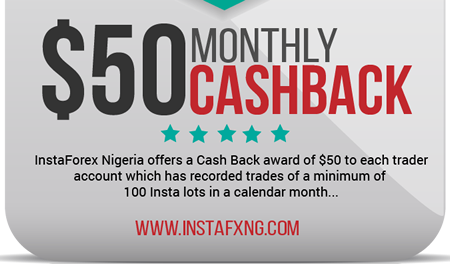 $50 MONTHLY
CASHBACK
InstaForex Nigeria offers a Cash Back award of $50 to each trader
account which has recorded trades of a minimum of
100 Insta lots in a calendar month...
WWW.INSTAFXNG.COM